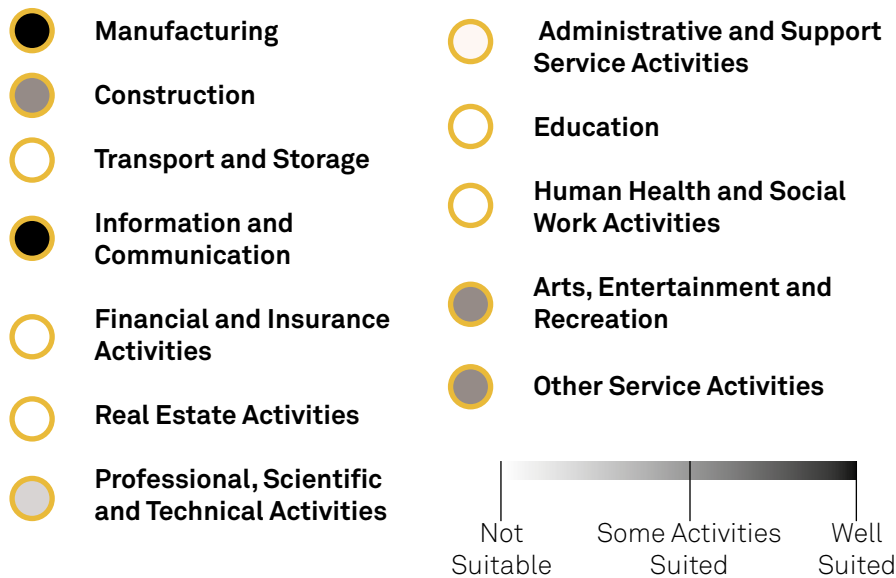 Manufacturing
Construction
Transport and Storage
Information and
Communication
Financial and Insurance
Activities
Real Estate Activities
Professional, Scientific
and Technical Activities
Administrative and Support
Service Activities
Education
Human Health and Social
Work Activities
Arts, Entertainment and
Recreation
Other Service Activities
Not
Suitable
Some Activities
Suited
Well
Suited